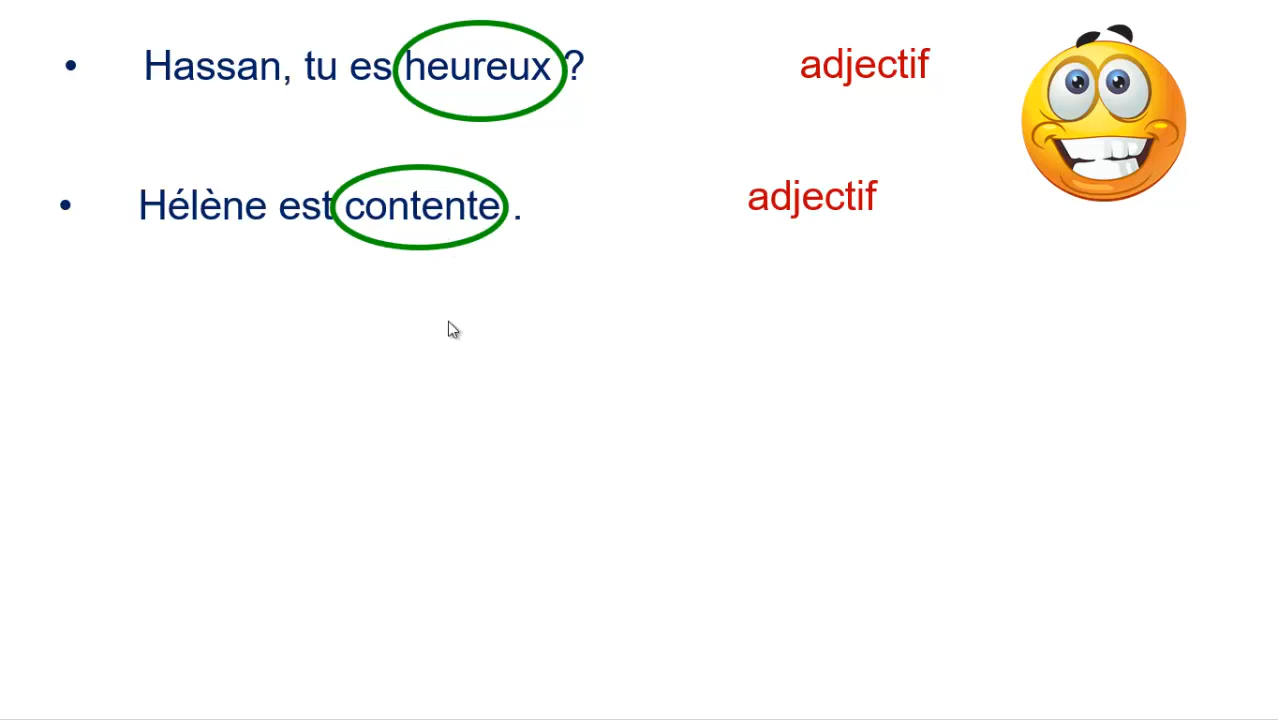 • Hassan, tu es heureux ? adjectif
• Hélène est contente . adjectif